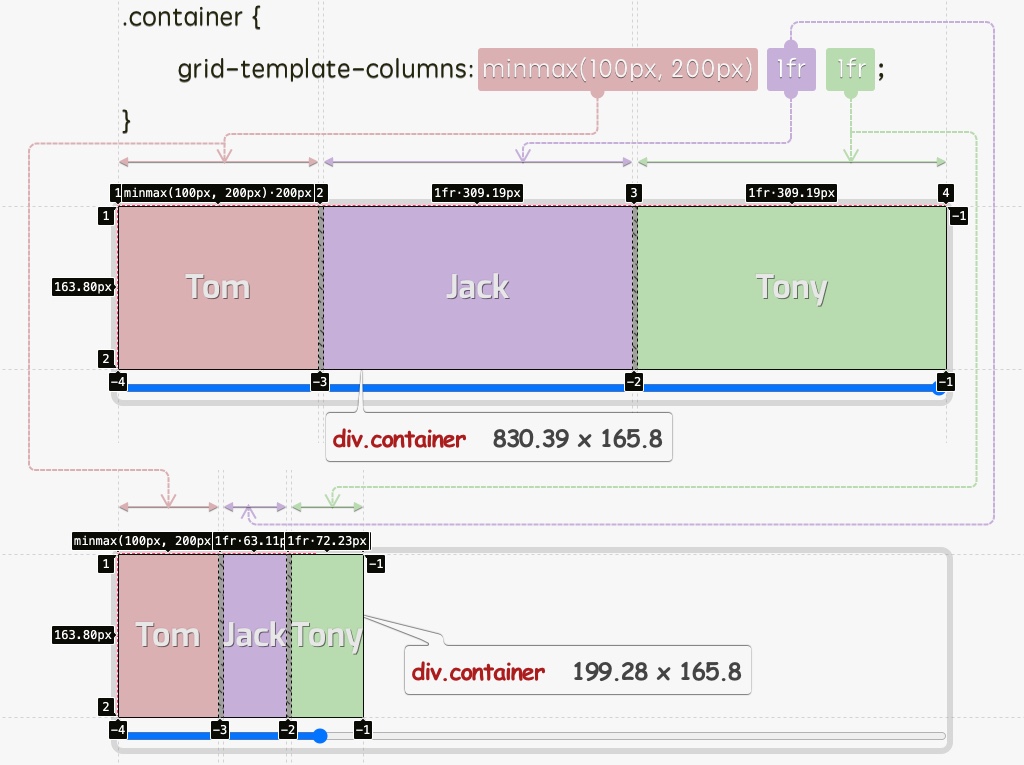 .container {
grid-template-columns: minmax(100px, 200px) 1fr 1fr ;
}
1 minmax(100px, 200px)·200px 2 1fr·309.19px 3 1fr·309.19px 4
1 -1
163.80px Tom Jack Tony
2
-4 -3 -2 -1
div.container 830.39 x 165.8
minmax(100px, 200px 1fr·63.11p 1fr·72.23px
1 -1
163.80px Tom Jack Tony
div.container 199.28 x 165.8
2
-4 -3 -2 -1